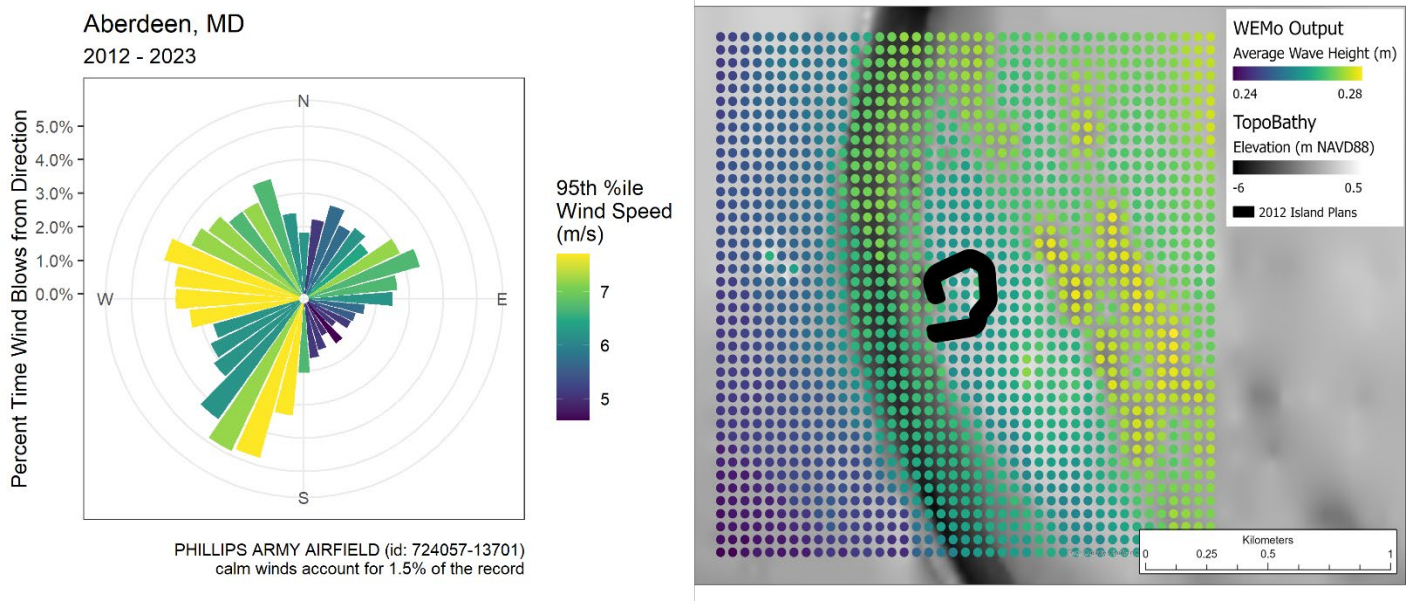 Aberdeen, MD
2012 - 2023
Percent Time Wind Blows from Direction
5.0%
4.0%
3.0%
2.0%
1.0%
0.0%
N
W
E
S
95th %ile
Wind Speed
(m/s)
7
6
5
PHILLIPS ARMY AIRFIELD (id: 724057-13701)
calm winds account for 1.5% of the record
WEMo Output
Average Wave Height (m)
0.24 0.28
TopoBathy
Elevation (m NAVD88)
-6 0.5
2012 Island Plans
Kilometers
0 0.25 0.5 1